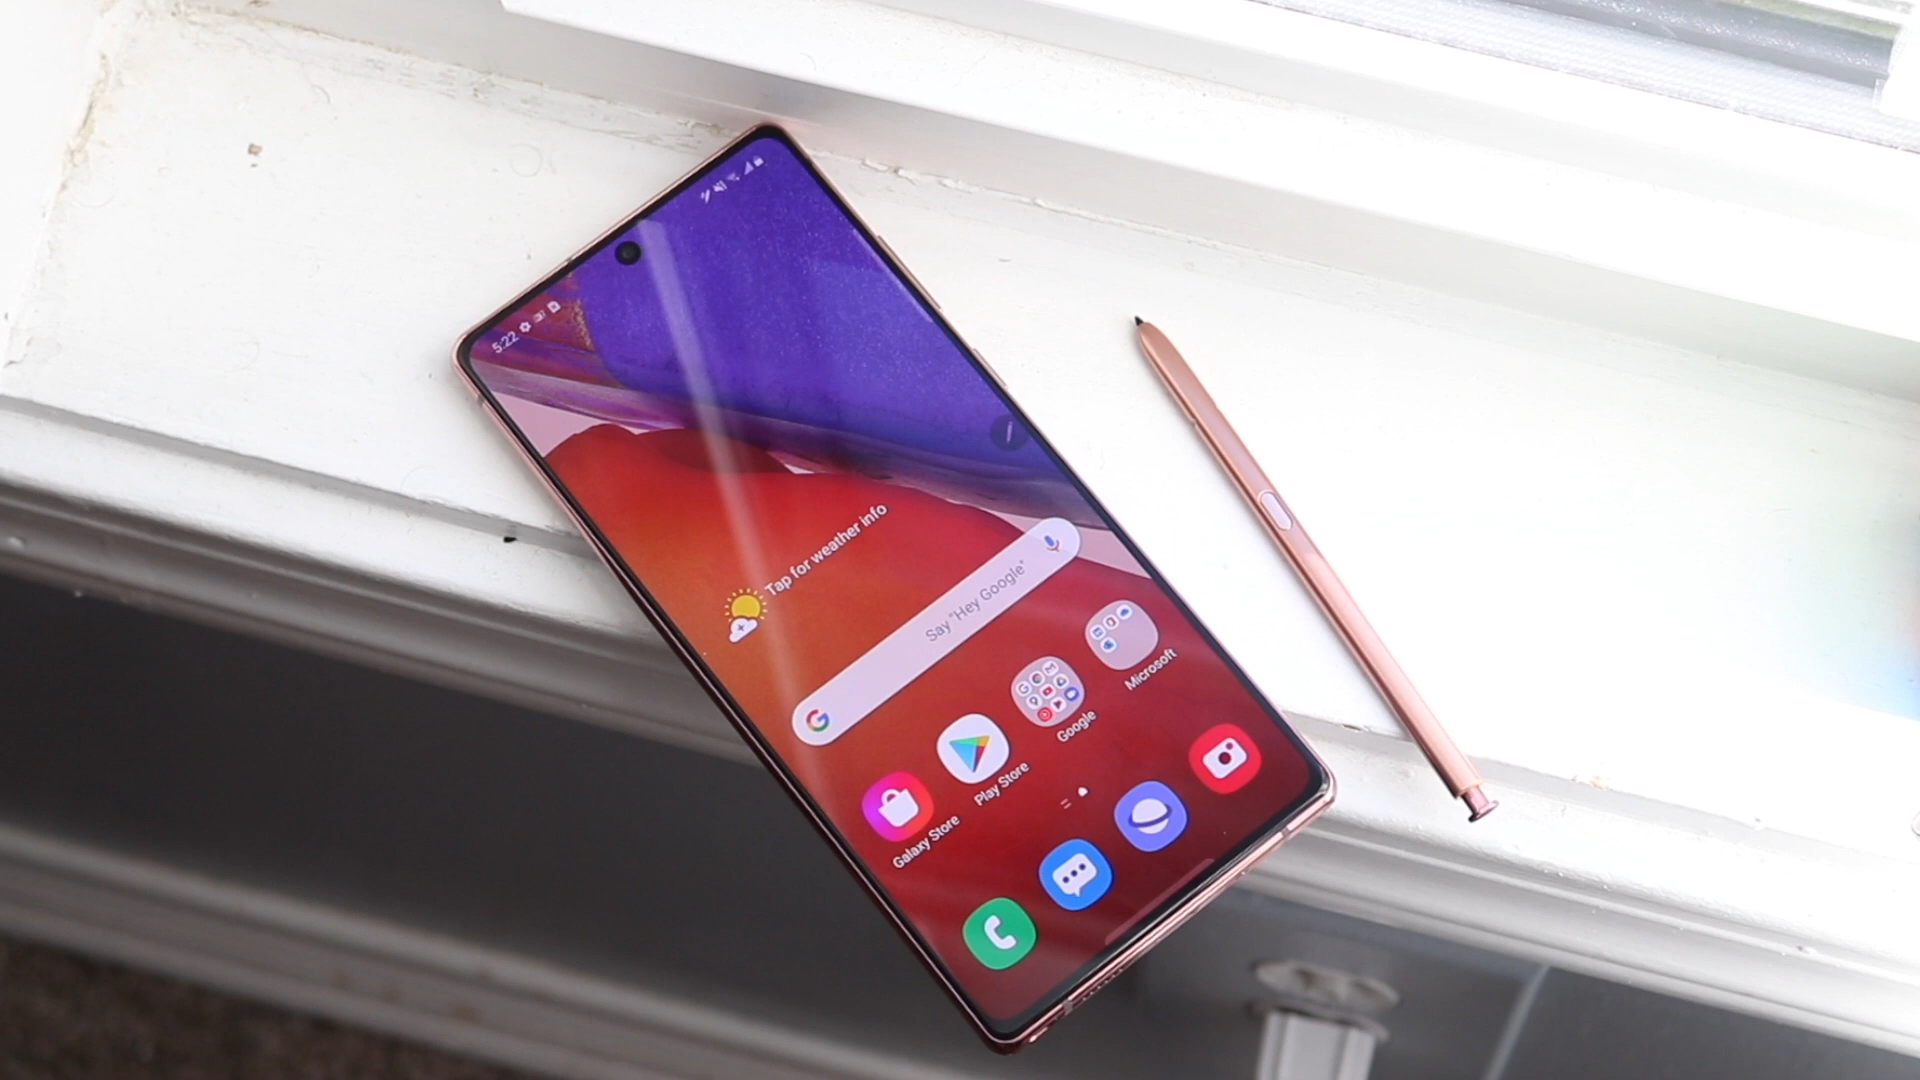 5:22
Tap for weather info
Say "Hey Google"
Galaxy Store
Play Store
Google
Microsoft